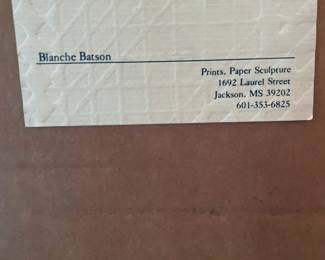 Blanche Batson
Prints, Paper Sculpture
1692 Laurel Street
Jackson, MS 39202
601-353-6825